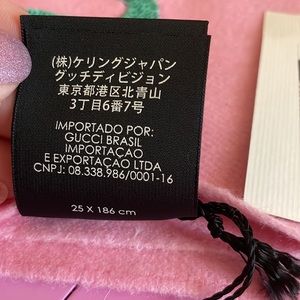 (株)ケリングジャパン
グッチディビジョン
東京都港区北青山
3丁目6番7号
IMPORTADO POR:
GUCCI BRASIL
IMPORTAÇÃO
E EXPORTAÇÃO LTDA
CNPJ: 08.338.986/0001-16
25 X 186 cm